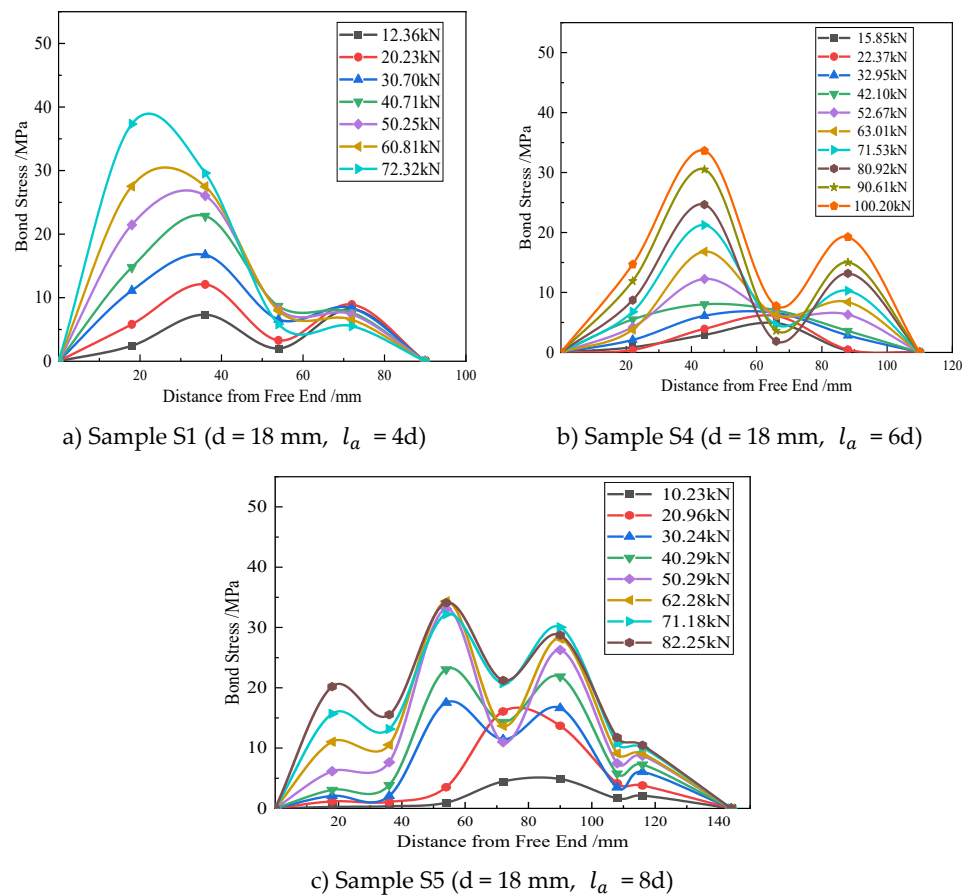 50
40
30
20
10
0
Bond Stress /MPa
12.36kN
20.23kN
30.70kN
40.71kN
50.25kN
60.81kN
72.32kN
20
40
60
80
100
Distance from Free End /mm
a) Sample S1 (d = 18 mm, lₐ = 4d)
50
40
30
20
10
0
Bond Stress /MPa
15.85kN
22.37kN
32.95kN
42.10kN
52.67kN
63.01kN
71.53kN
80.92kN
90.61kN
100.20kN
20
40
60
80
100
120
Distance from Free End /mm
b) Sample S4 (d = 18 mm, lₐ = 6d)
50
40
30
20
10
0
Bond Stress /MPa
10.23kN
20.96kN
30.24kN
40.29kN
50.29kN
62.28kN
71.18kN
82.25kN
20
40
60
80
100
120
140
Distance from Free End /mm
c) Sample S5 (d = 18 mm, lₐ = 8d)